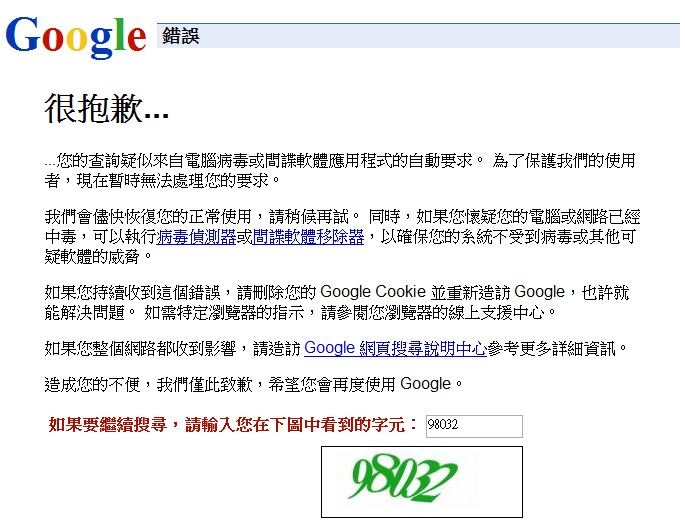 Google 錯誤
很抱歉...
...您的查詢疑似來自電腦病毒或間諜軟體應用程式的自動要求。 為了保護我們的使用
者，現在暫時無法處理您的要求。
我們會儘快恢復您的正常使用，請稍候再試。 同時，如果您懷疑您的電腦或網路已經
中毒，可以執行病毒偵測器或間諜軟體移除器，以確保您的系統不受到病毒或其他可
疑軟體的威脅。
如果您持續收到這個錯誤，請刪除您的 Google Cookie 並重新造訪 Google，也許就
能解決問題。 如需特定瀏覽器的指示，請參閱您瀏覽器的線上支援中心。
如果您整個網路都收到影響，請造訪 Google 網頁搜尋說明中心參考更多詳細資訊。
造成您的不便，我們僅此致歉，希望您會再度使用 Google。
如果要繼續搜尋，請輸入您在下圖中看到的字元： 98032
98032